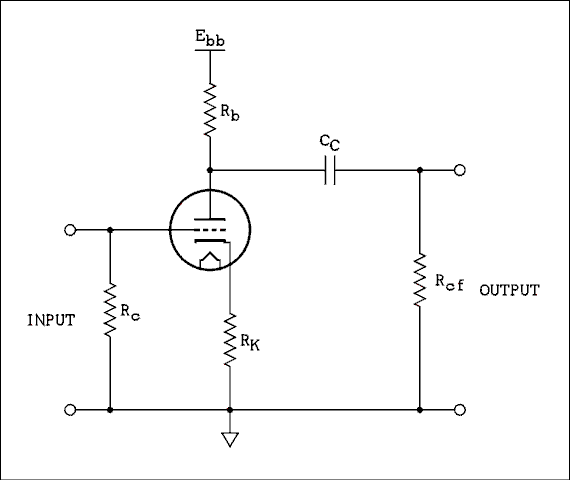 Ebb
Rb
CC
Rc
INPUT
RK
Rcf
OUTPUT